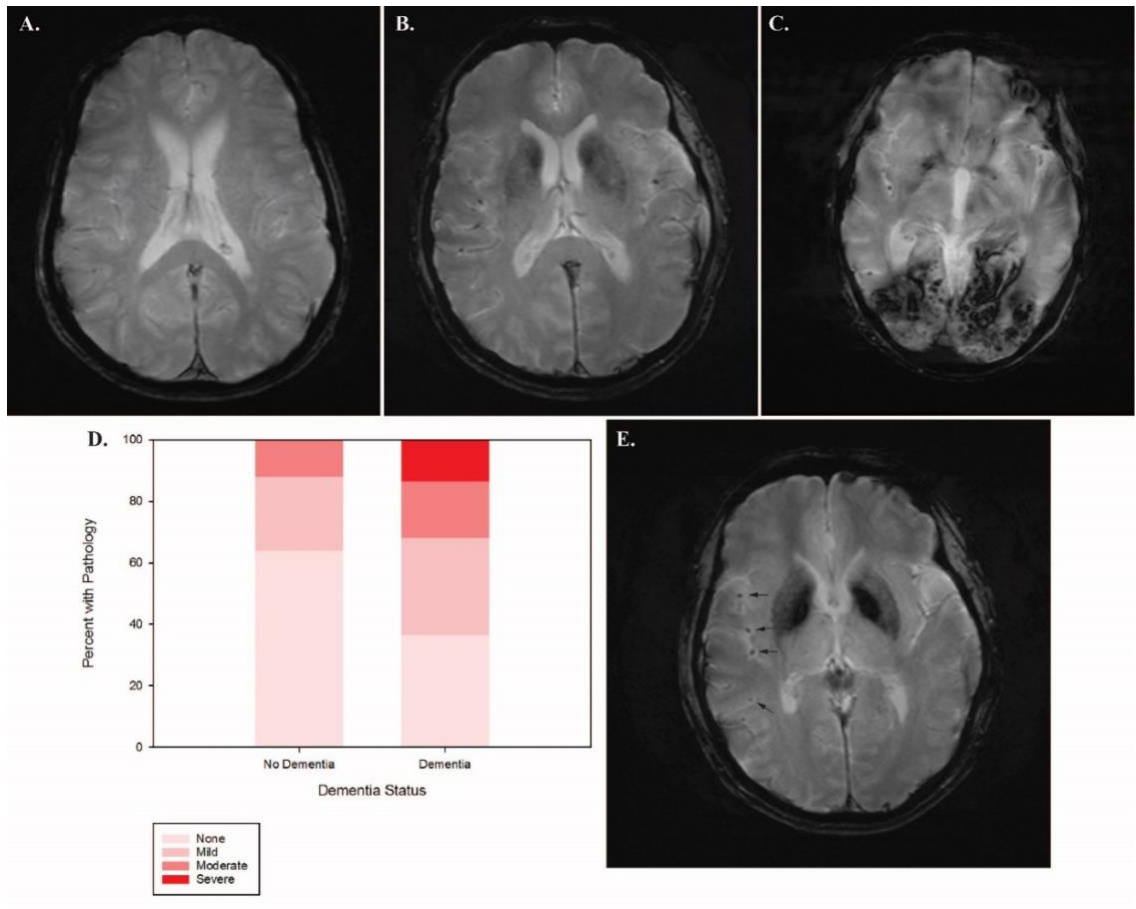 A.
B.
C.
D.
100
80
60
40
20
0
Percent with Pathology
No Dementia
Dementia
Dementia Status
None
Mild
Moderate
Severe
E.